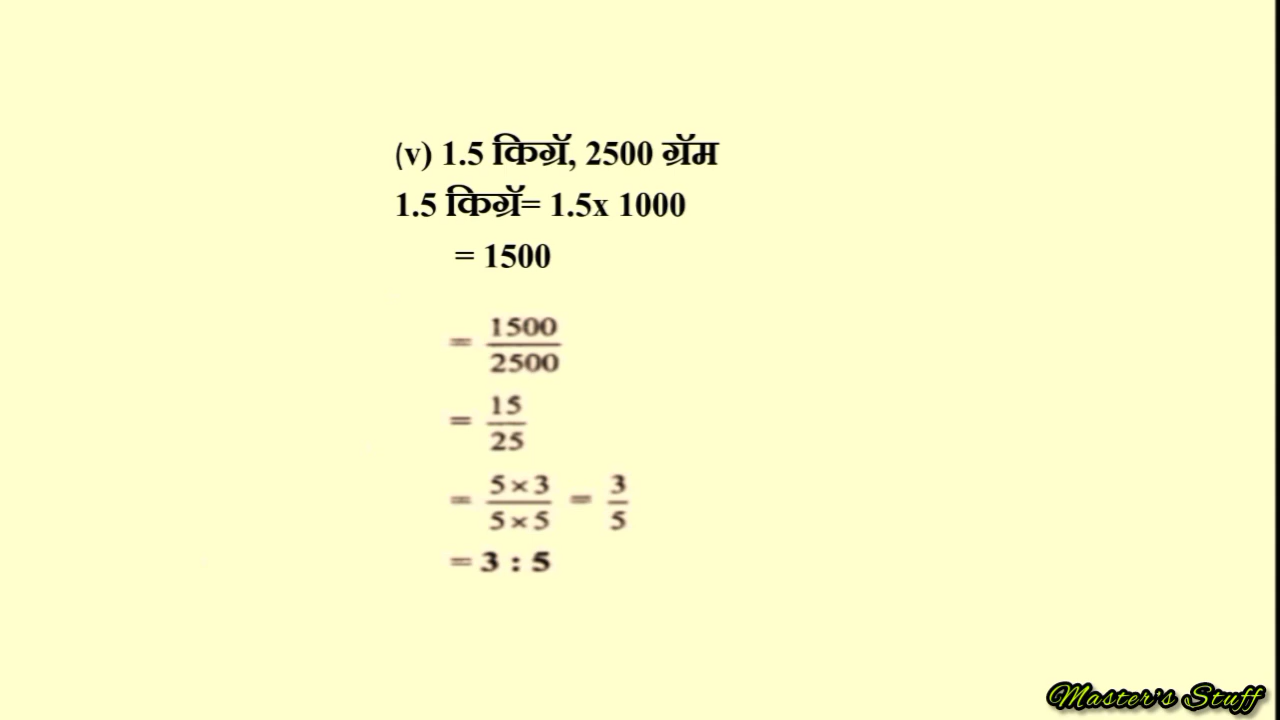 (v) 1.5 किग्रॅ, 2500 ग्रॅम
1.5 किग्रॅ= 1.5x 1000
= 1500
= 1500/2500
= 15/25
= 5 × 3/5 × 5 = 3/5
= 3 : 5
Master's Stuff